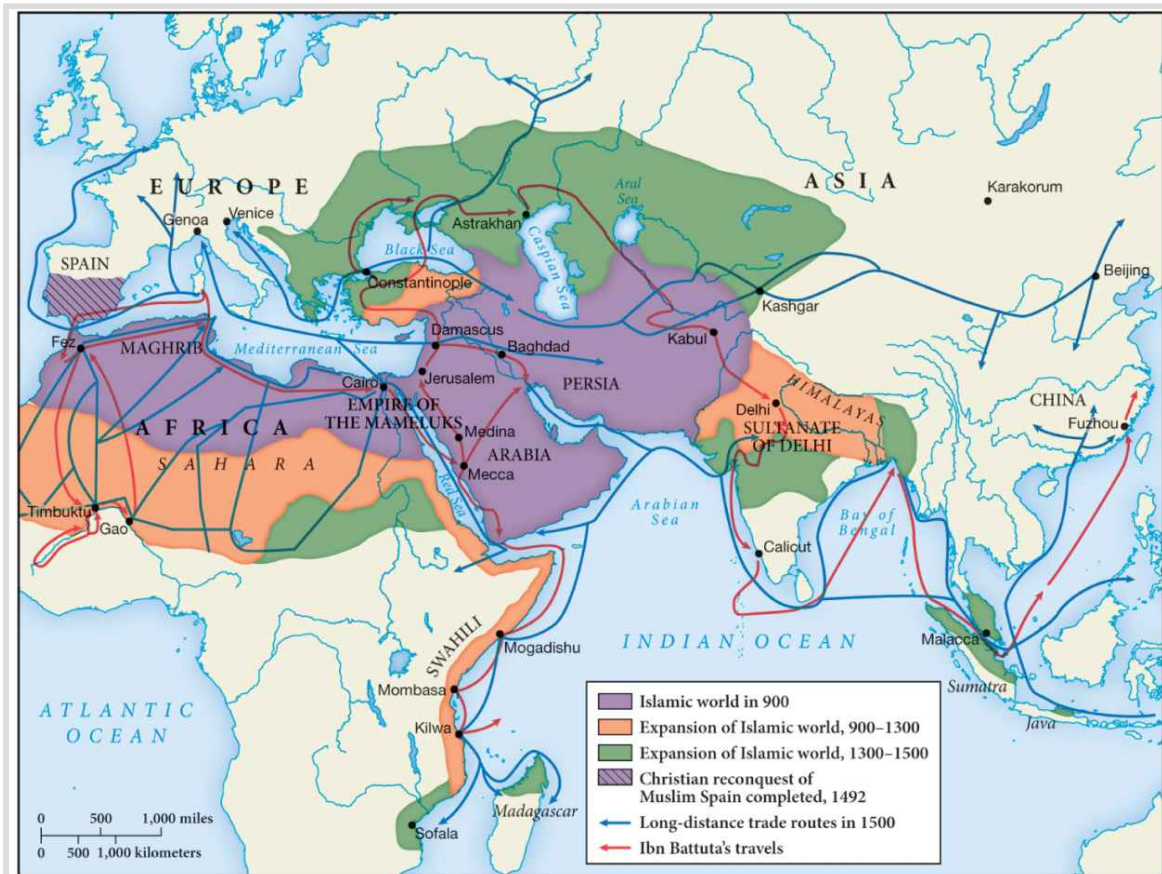 EUROPE
ASIA
Aral
Sea
Karakorum
Genoa
Venice
Astrakhan
Caspian Sea
Black Sea
SPAIN
Constantinople
Beijing
Kashgar
Fez
MAGHRIB
Mediterranean Sea
Damascus
Baghdad
Kabul
Jerusalem
Cairo
PERSIA
HIMALAYAS
EMPIRE OF
THE MAMELUKS
Delhi
SULTANATE
OF DELHI
CHINA
Fuzhou
AFRICA
Medina
ARABIA
SAHARA
Mecca
Red Sea
Timbuktu
Gao
Arabian
Sea
Bay of
Bengal
Calicut
SWAHILI
Mogadishu
INDIAN OCEAN
Malacca
Sumatra
Java
Mombasa
Kilwa
ATLANTIC
OCEAN
Madagascar
Sofala
Islamic world in 900
Expansion of Islamic world, 900–1300
Expansion of Islamic world, 1300–1500
Christian reconquest of
Muslim Spain completed, 1492
Long-distance trade routes in 1500
Ibn Battuta's travels
0 500 1,000 miles
0 500 1,000 kilometers